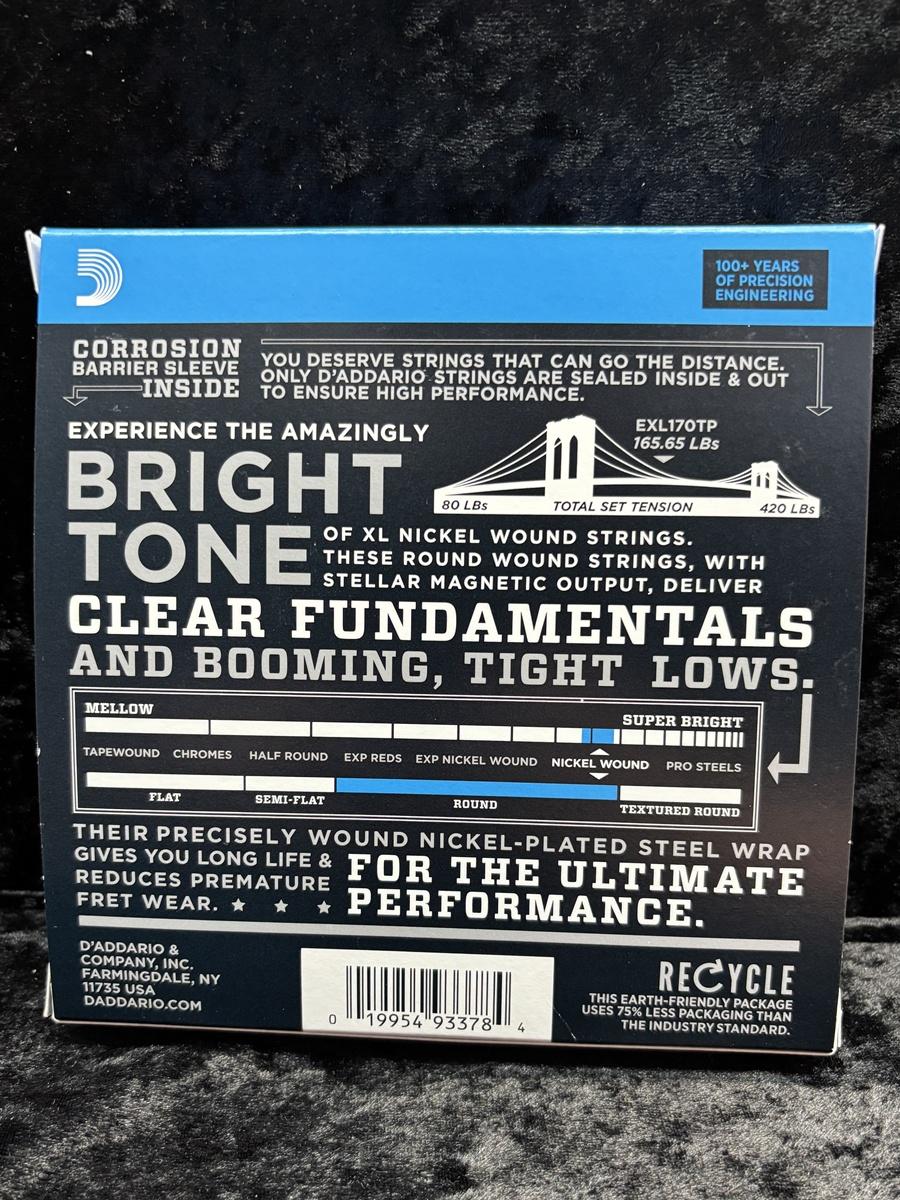 100+ YEARS
OF PRECISION
ENGINEERING
CORROSION
BARRIER SLEEVE
INSIDE
YOU DESERVE STRINGS THAT CAN GO THE DISTANCE.
ONLY D'ADDARIO STRINGS ARE SEALED INSIDE & OUT
TO ENSURE HIGH PERFORMANCE.
EXPERIENCE THE AMAZINGLY
BRIGHT
TONE
EXL170TP
165.65 LBs
80 LBs
TOTAL SET TENSION
420 LBs
OF XL NICKEL WOUND STRINGS.
THESE ROUND WOUND STRINGS, WITH
STELLAR MAGNETIC OUTPUT, DELIVER
CLEAR FUNDAMENTALS
AND BOOMING, TIGHT LOWS.
MELLOW
SUPER BRIGHT
TAPEWOUND CHROMES HALF ROUND EXP REDS EXP NICKEL WOUND NICKEL WOUND PRO STEELS
FLAT SEMI-FLAT ROUND TEXTURED ROUND
THEIR PRECISELY WOUND NICKEL-PLATED STEEL WRAP
GIVES YOU LONG LIFE &
REDUCES PREMATURE
FRET WEAR.
FOR THE ULTIMATE
PERFORMANCE.
D'ADDARIO &
COMPANY, INC.
FARMINGDALE, NY
11735 USA
DADDARIO.COM
0 19954 93378 4
RECYCLE
THIS EARTH-FRIENDLY PACKAGE
USES 75% LESS PACKAGING THAN
THE INDUSTRY STANDARD.